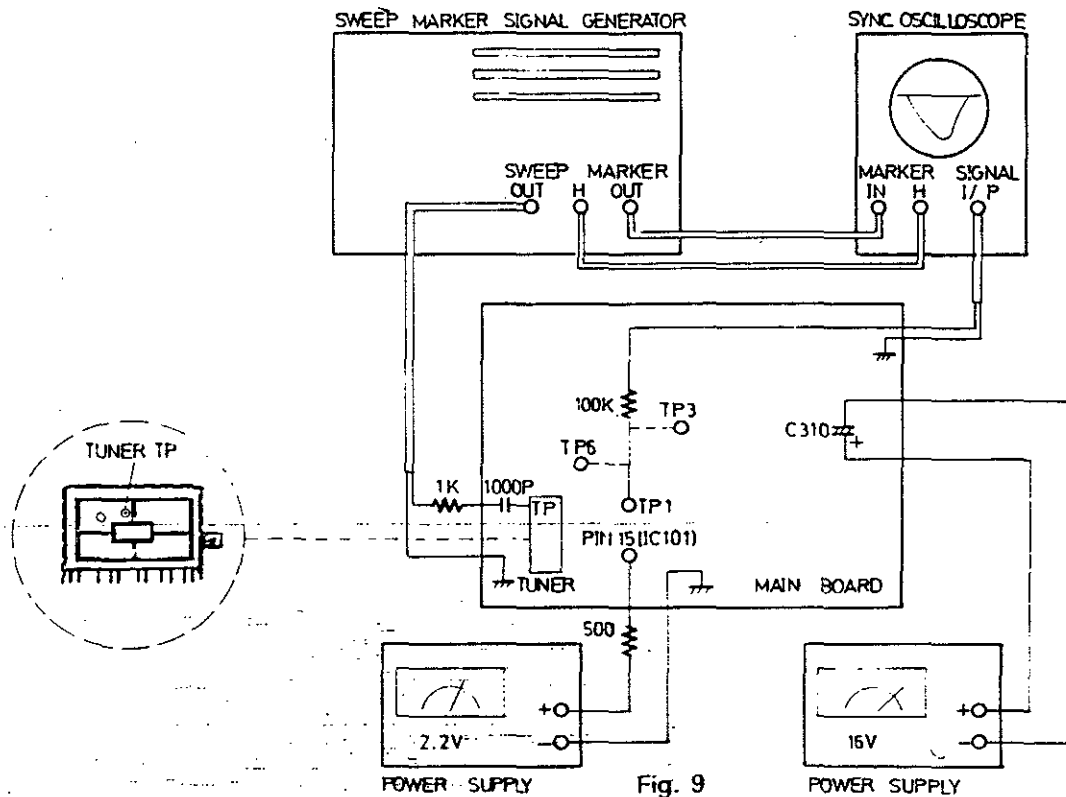 SWEEP MARKER SIGNAL GENERATOR
SYNC OSCILLOSCOPE
SWEEP OUT
H
MARKER OUT
MARKER IN
H
SIGNAL I/P
100K
TP3
TP6
C310
+
TUNER TP
1K
1000P
TP
TP1
PIN 15(IC101)
TUNER
MAIN BOARD
500
+
2.2V
−
POWER SUPPLY
+
16V
−
POWER SUPPLY
Fig. 9